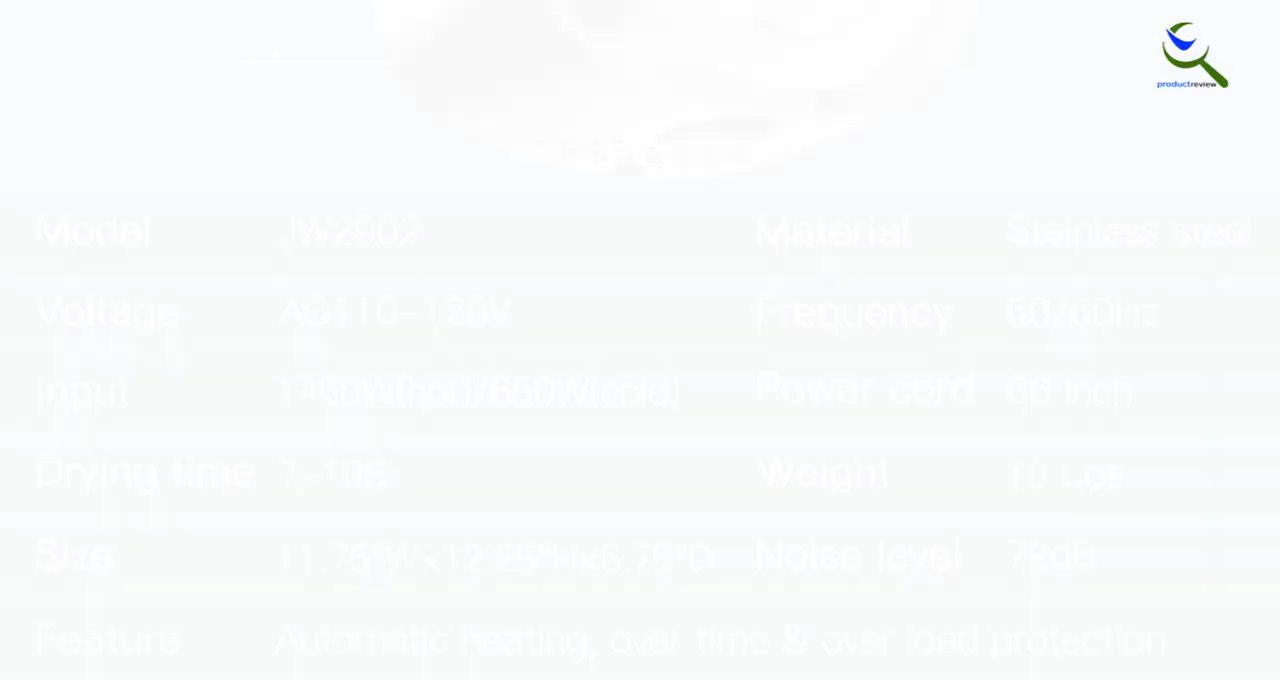 productreview
Model JW2902 Material Stainless steel
Voltage AC110-120V Frequency 50/60Hz
Input 1450W(hot)/650W(cold) Power cord inch
Drying time 7-10S Weight 10
Size 11.75"W×12.25"H×6.75"D Noise level 72dB
Feature Automatic heating, over time & over load protection